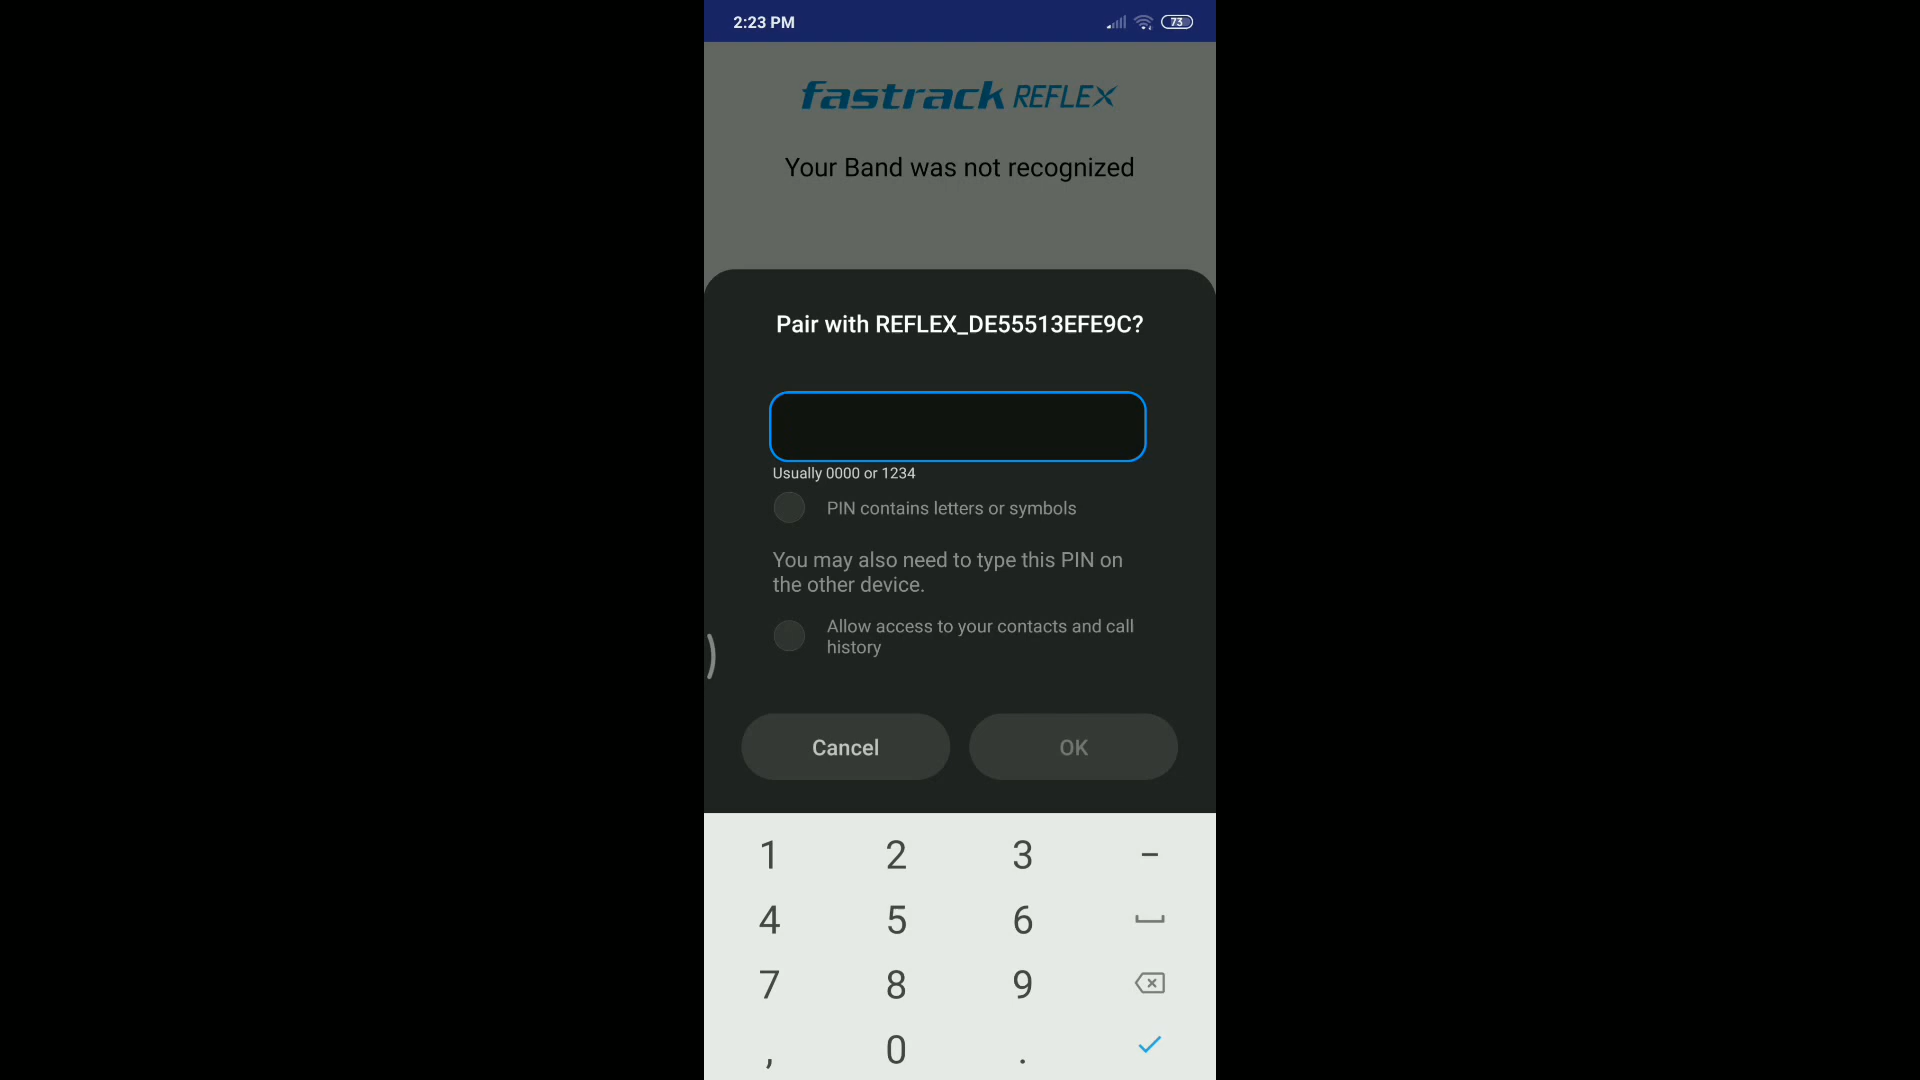 2:23 PM
73
fastrack REFLEX
Your Band was not recognized
Pair with REFLEX_DE55513EFE9C?
Usually 0000 or 1234
PIN contains letters or symbols
You may also need to type this PIN on
the other device.
Allow access to your contacts and call
history
Cancel
OK
1 2 3 –
4 5 6
7 8 9
, 0 .